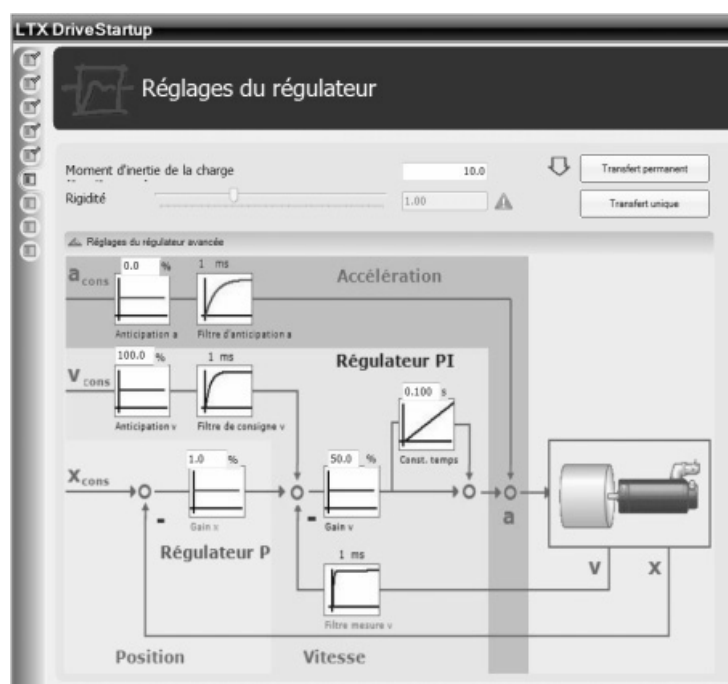 LTX DriveStartup
Réglages du régulateur
Moment d'inertie de la charge 10.0 Transfert permanent
Rigidité 1.00 Transfert unique
Réglages du régulateur avancée
a cons 0.0 % 1 ms Accélération
Anticipation a Filtre d'anticipation a
v cons 100.0 % 1 ms Régulateur PI
Anticipation v Filtre de consigne v
0.100 s
Const. temps
x cons 1.0 % 50.0 %
- Gain x - Gain v a
Régulateur P
1 ms
v x
Filtre mesure v
Position Vitesse